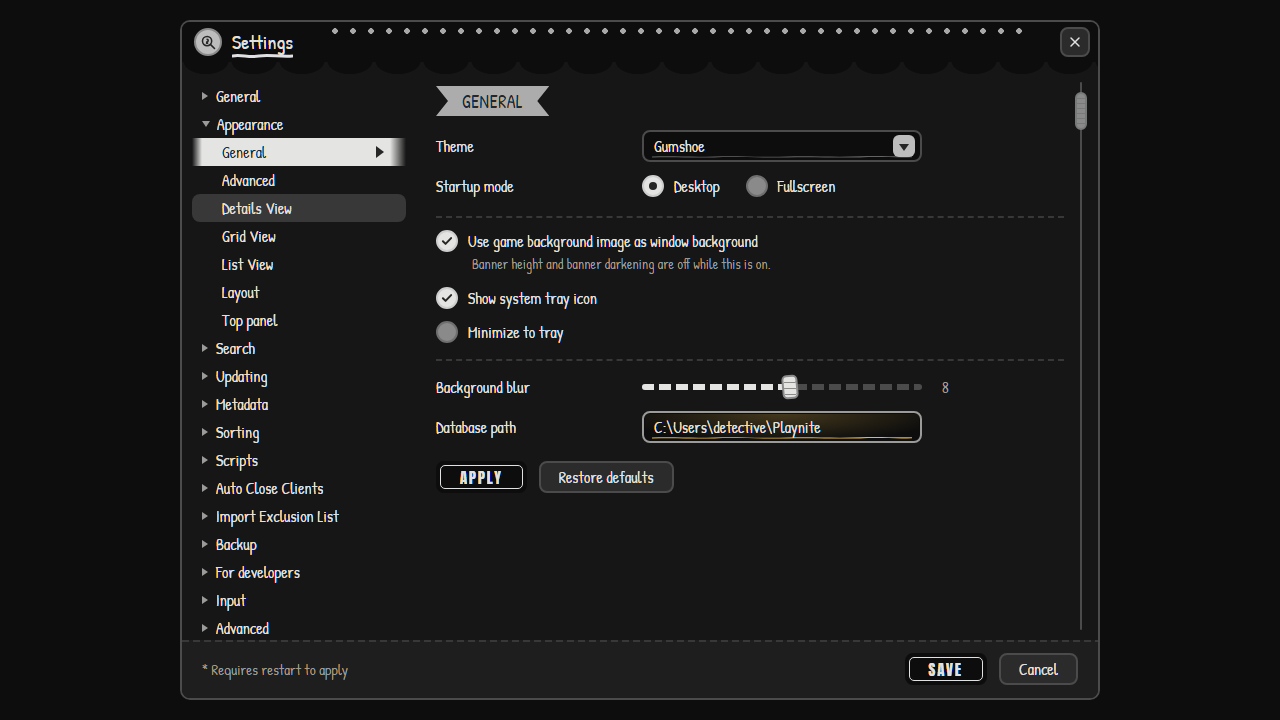 Settings
General
Appearance
General
Advanced
Details View
Grid View
List View
Layout
Top panel
Search
Updating
Metadata
Sorting
Scripts
Auto Close Clients
Import Exclusion List
Backup
For developers
Input
Advanced
GENERAL
Theme
Gumshoe
Startup mode
Desktop
Fullscreen
Use game background image as window background
Banner height and banner darkening are off while this is on.
Show system tray icon
Minimize to tray
Background blur
8
Database path
C:\Users\detective\Playnite
APPLY
Restore defaults
* Requires restart to apply
SAVE
Cancel